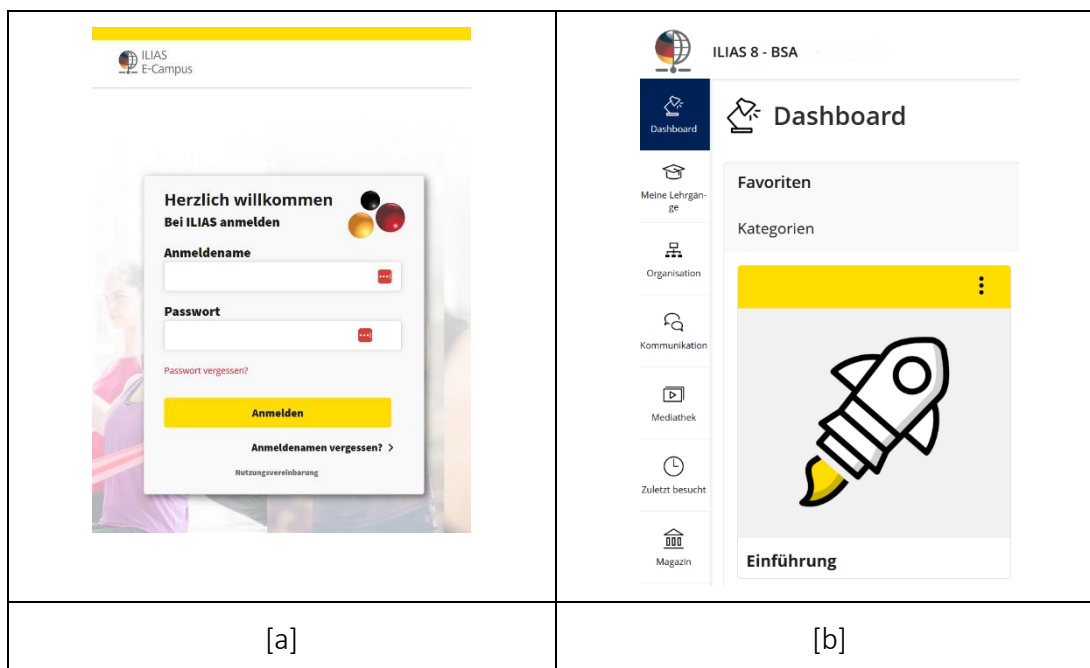 ILIAS
E-Campus
Herzlich willkommen
Bei ILIAS anmelden
Anmeldename
Passwort
Passwort vergessen?
Anmelden
Anmeldenamen vergessen? >
Nutzungsvereinbarung
[a]
ILIAS 8 - BSA
Dashboard
Meine Lehrgän-
ge
Organisation
Kommunikation
Mediathek
Zuletzt besucht
Magazin
Dashboard
Favoriten
Kategorien
Einführung
[b]